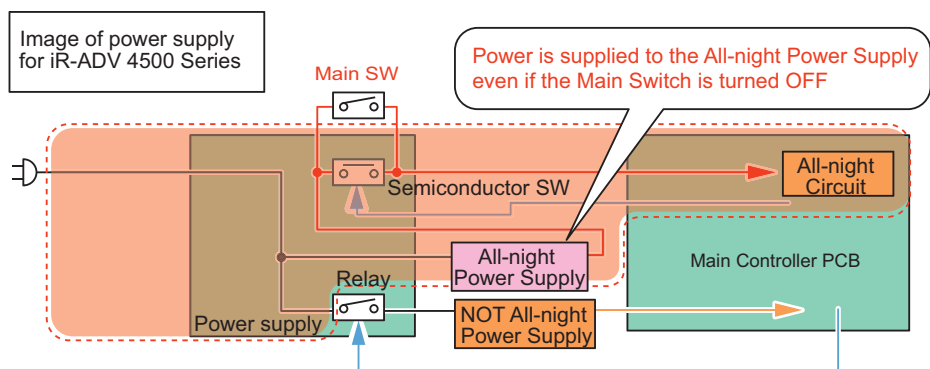 Image of power supply
for iR-ADV 4500 Series
Main SW
Power is supplied to the All-night Power Supply
even if the Main Switch is turned OFF
Semiconductor SW
All-night
Circuit
All-night
Power Supply
Main Controller PCB
Relay
Power supply
NOT All-night
Power Supply